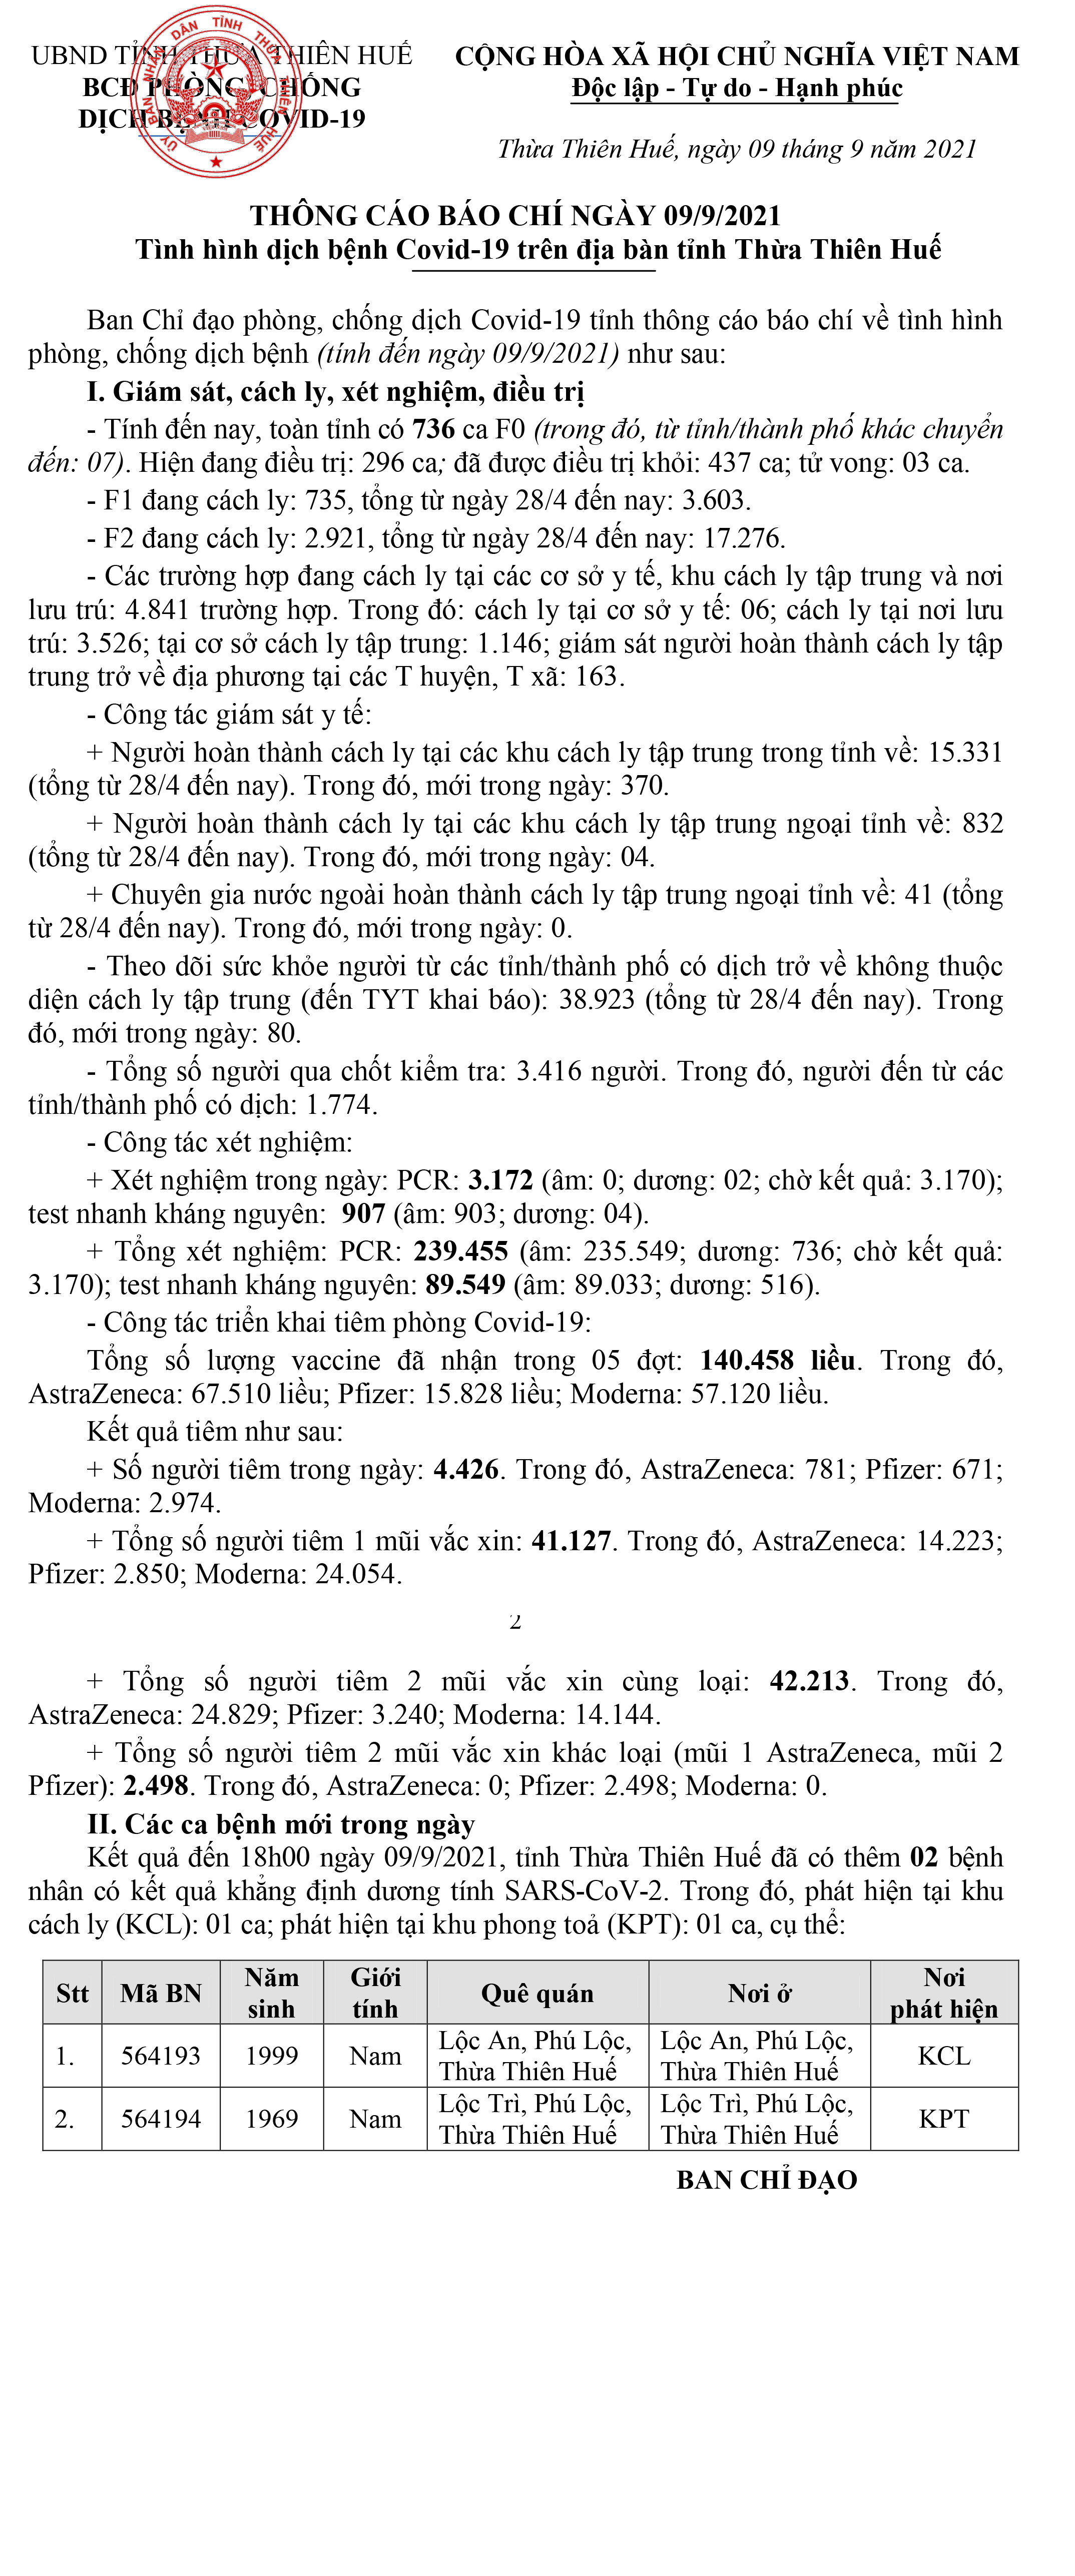 UBND TỈNH THỪA THIÊN HUẾ
BCĐ PHÒNG, CHỐNG
DỊCH BỆNH COVID-19
ỦY BAN NHÂN DÂN TỈNH THỪA THIÊN HUẾ
CỘNG HÒA XÃ HỘI CHỦ NGHĨA VIỆT NAM
Độc lập - Tự do - Hạnh phúc
Thừa Thiên Huế, ngày 09 tháng 9 năm 2021
THÔNG CÁO BÁO CHÍ NGÀY 09/9/2021
Tình hình dịch bệnh Covid-19 trên địa bàn tỉnh Thừa Thiên Huế
Ban Chỉ đạo phòng, chống dịch Covid-19 tỉnh thông cáo báo chí về tình hình
phòng, chống dịch bệnh (tính đến ngày 09/9/2021) như sau:
I. Giám sát, cách ly, xét nghiệm, điều trị
- Tính đến nay, toàn tỉnh có 736 ca F0 (trong đó, từ tỉnh/thành phố khác chuyển
đến: 07). Hiện đang điều trị: 296 ca; đã được điều trị khỏi: 437 ca; tử vong: 03 ca.
- F1 đang cách ly: 735, tổng từ ngày 28/4 đến nay: 3.603.
- F2 đang cách ly: 2.921, tổng từ ngày 28/4 đến nay: 17.276.
- Các trường hợp đang cách ly tại các cơ sở y tế, khu cách ly tập trung và nơi
lưu trú: 4.841 trường hợp. Trong đó: cách ly tại cơ sở y tế: 06; cách ly tại nơi lưu
trú: 3.526; tại cơ sở cách ly tập trung: 1.146; giám sát người hoàn thành cách ly tập
trung trở về địa phương tại các T huyện, T xã: 163.
- Công tác giám sát y tế:
+ Người hoàn thành cách ly tại các khu cách ly tập trung trong tỉnh về: 15.331
(tổng từ 28/4 đến nay). Trong đó, mới trong ngày: 370.
+ Người hoàn thành cách ly tại các khu cách ly tập trung ngoại tỉnh về: 832
(tổng từ 28/4 đến nay). Trong đó, mới trong ngày: 04.
+ Chuyên gia nước ngoài hoàn thành cách ly tập trung ngoại tỉnh về: 41 (tổng
từ 28/4 đến nay). Trong đó, mới trong ngày: 0.
- Theo dõi sức khỏe người từ các tỉnh/thành phố có dịch trở về không thuộc
diện cách ly tập trung (đến TYT khai báo): 38.923 (tổng từ 28/4 đến nay). Trong
đó, mới trong ngày: 80.
- Tổng số người qua chốt kiểm tra: 3.416 người. Trong đó, người đến từ các
tỉnh/thành phố có dịch: 1.774.
- Công tác xét nghiệm:
+ Xét nghiệm trong ngày: PCR: 3.172 (âm: 0; dương: 02; chờ kết quả: 3.170);
test nhanh kháng nguyên: 907 (âm: 903; dương: 04).
+ Tổng xét nghiệm: PCR: 239.455 (âm: 235.549; dương: 736; chờ kết quả:
3.170); test nhanh kháng nguyên: 89.549 (âm: 89.033; dương: 516).
- Công tác triển khai tiêm phòng Covid-19:
Tổng số lượng vaccine đã nhận trong 05 đợt: 140.458 liều. Trong đó,
AstraZeneca: 67.510 liều; Pfizer: 15.828 liều; Moderna: 57.120 liều.
Kết quả tiêm như sau:
+ Số người tiêm trong ngày: 4.426. Trong đó, AstraZeneca: 781; Pfizer: 671;
Moderna: 2.974.
+ Tổng số người tiêm 1 mũi vắc xin: 41.127. Trong đó, AstraZeneca: 14.223;
Pfizer: 2.850; Moderna: 24.054.
2
+ Tổng số người tiêm 2 mũi vắc xin cùng loại: 42.213. Trong đó,
AstraZeneca: 24.829; Pfizer: 3.240; Moderna: 14.144.
+ Tổng số người tiêm 2 mũi vắc xin khác loại (mũi 1 AstraZeneca, mũi 2
Pfizer): 2.498. Trong đó, AstraZeneca: 0; Pfizer: 2.498; Moderna: 0.
II. Các ca bệnh mới trong ngày
Kết quả đến 18h00 ngày 09/9/2021, tỉnh Thừa Thiên Huế đã có thêm 02 bệnh
nhân có kết quả khẳng định dương tính SARS-CoV-2. Trong đó, phát hiện tại khu
cách ly (KCL): 01 ca; phát hiện tại khu phong toả (KPT): 01 ca, cụ thể:
Stt Mã BN Năm sinh Giới tính Quê quán Nơi ở Nơi phát hiện
1. 564193 1999 Nam Lộc An, Phú Lộc, Thừa Thiên Huế Lộc An, Phú Lộc, Thừa Thiên Huế KCL
2. 564194 1969 Nam Lộc Trì, Phú Lộc, Thừa Thiên Huế Lộc Trì, Phú Lộc, Thừa Thiên Huế KPT
BAN CHỈ ĐẠO